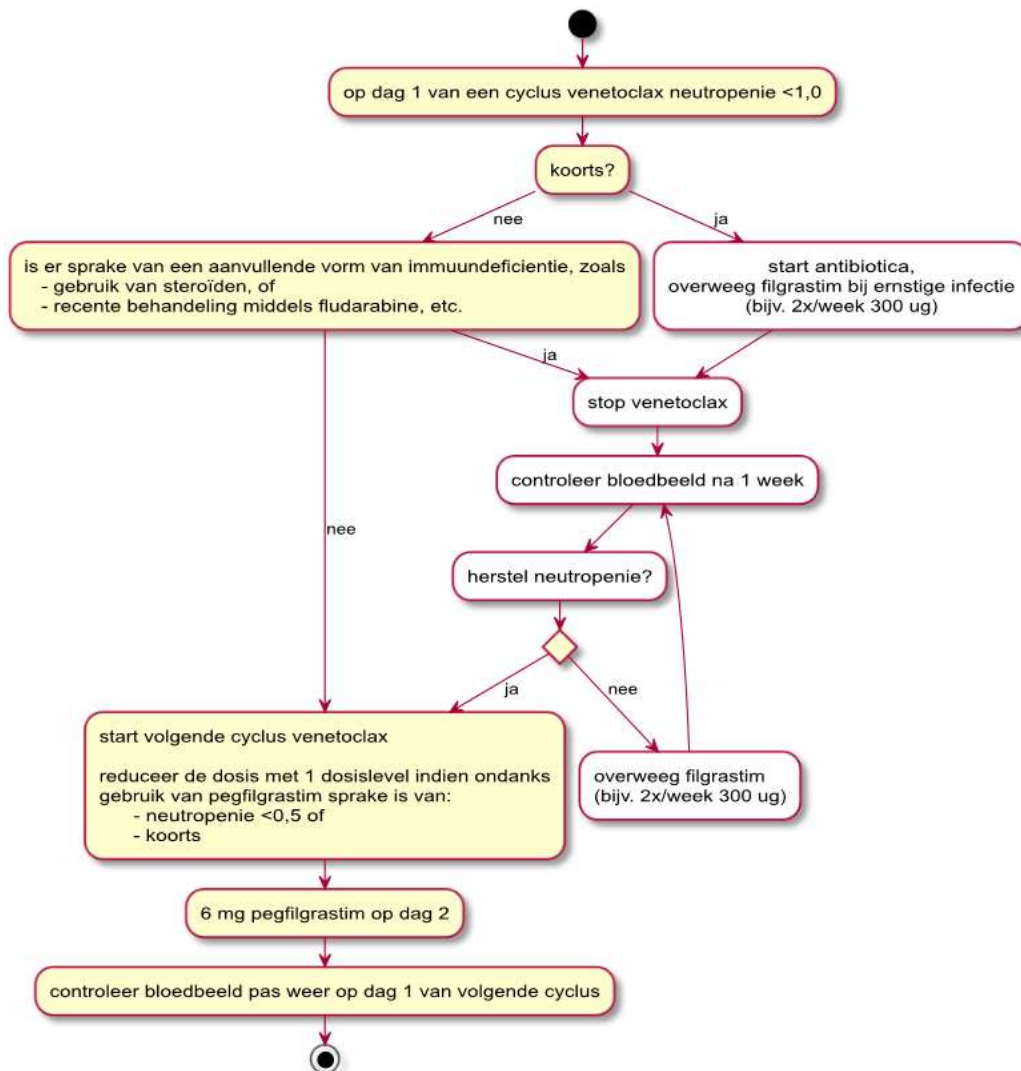 op dag 1 van een cyclus venetoclax neutropenie <1,0
koorts?
nee
ja
is er sprake van een aanvullende vorm van immuundeficientie, zoals
- gebruik van steroïden, of
- recente behandeling middels fludarabine, etc.
start antibiotica,
overweeg filgrastim bij ernstige infectie
(bijv. 2x/week 300 ug)
ja
stop venetoclax
controleer bloedbeeld na 1 week
nee
herstel neutropenie?
ja
nee
start volgende cyclus venetoclax
reduceer de dosis met 1 dosislevel indien ondanks
gebruik van pegfilgrastim sprake is van:
- neutropenie <0,5 of
- koorts
overweeg filgrastim
(bijv. 2x/week 300 ug)
6 mg pegfilgrastim op dag 2
controleer bloedbeeld pas weer op dag 1 van volgende cyclus